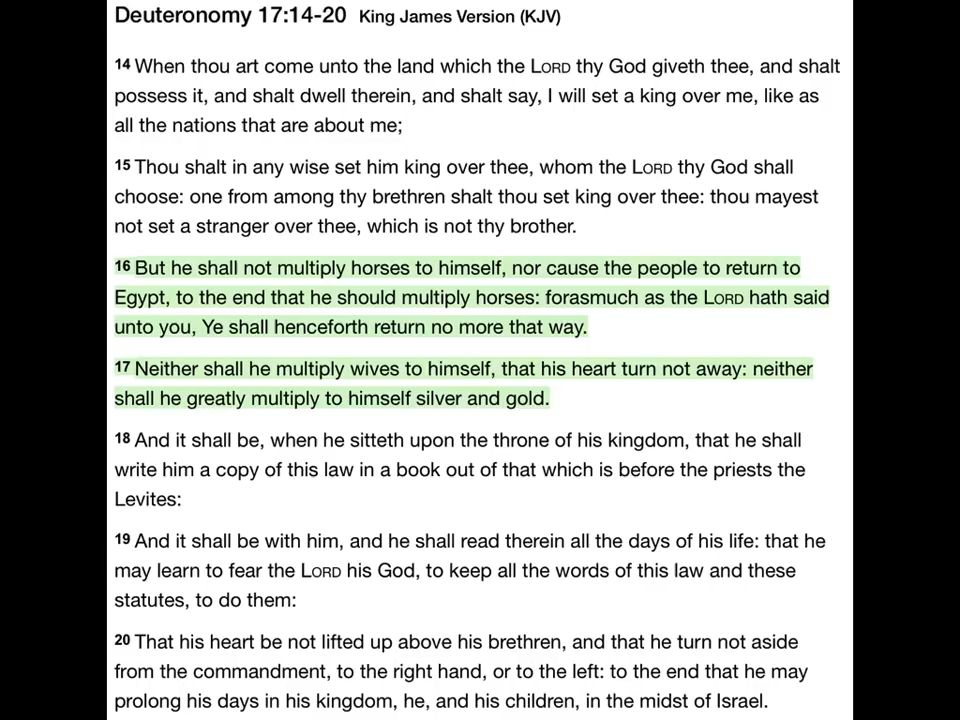 Deuteronomy 17:14-20 King James Version (KJV)
14 When thou art come unto the land which the LORD thy God giveth thee, and shalt
possess it, and shalt dwell therein, and shalt say, I will set a king over me, like as
all the nations that are about me;
15 Thou shalt in any wise set him king over thee, whom the LORD thy God shall
choose: one from among thy brethren shalt thou set king over thee: thou mayest
not set a stranger over thee, which is not thy brother.
16 But he shall not multiply horses to himself, nor cause the people to return to
Egypt, to the end that he should multiply horses: forasmuch as the LORD hath said
unto you, Ye shall henceforth return no more that way.
17 Neither shall he multiply wives to himself, that his heart turn not away: neither
shall he greatly multiply to himself silver and gold.
18 And it shall be, when he sitteth upon the throne of his kingdom, that he shall
write him a copy of this law in a book out of that which is before the priests the
Levites:
19 And it shall be with him, and he shall read therein all the days of his life: that he
may learn to fear the LORD his God, to keep all the words of this law and these
statutes, to do them:
20 That his heart be not lifted up above his brethren, and that he turn not aside
from the commandment, to the right hand, or to the left: to the end that he may
prolong his days in his kingdom, he, and his children, in the midst of Israel.